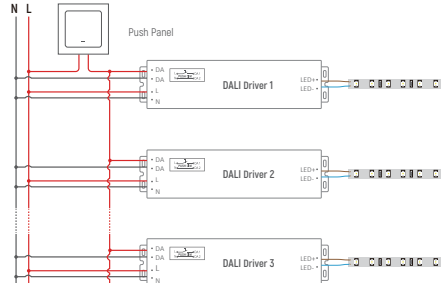 N L
Push Panel
DA
DA
L
N
DALI Driver 1
LED+
LED-
DA
DA
L
N
DALI Driver 2
LED+
LED-
DA
DA
L
N
DALI Driver 3
LED+
LED-